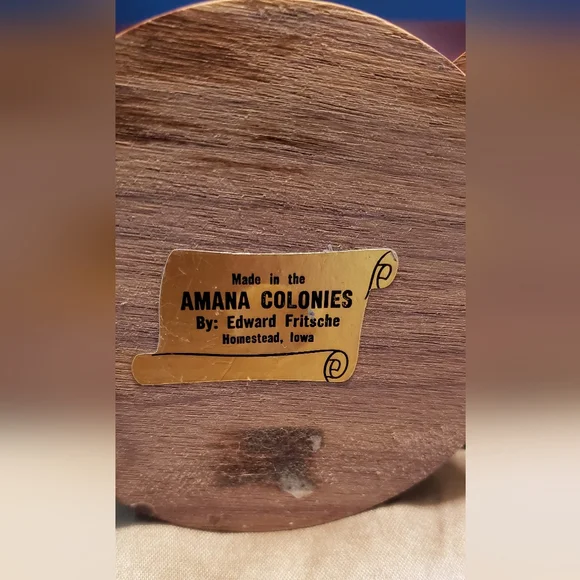 Made in the
AMANA COLONIES
By: Edward Fritsche
Homestead, Iowa